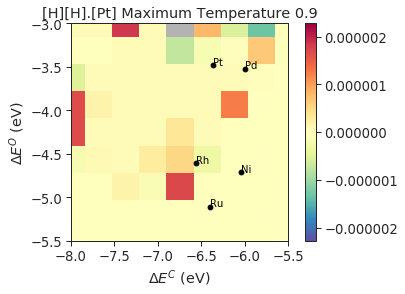 [H][H].[Pt] Maximum Temperature 0.9
−3.0
−3.5
−4.0
−4.5
−5.0
−5.5
ΔE^O (eV)
Pt
Pd
Rh
Ni
Ru
−8.0 −7.5 −7.0 −6.5 −6.0 −5.5
ΔE^C (eV)
0.000002
0.000001
0.000000
−0.000001
−0.000002